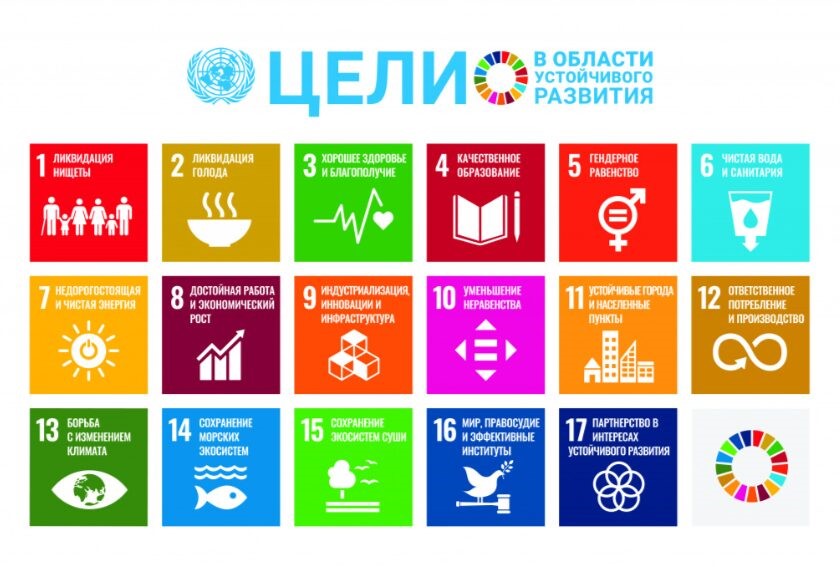 ЦЕЛИ
В ОБЛАСТИ
УСТОЙЧИВОГО
РАЗВИТИЯ
1 ЛИКВИДАЦИЯ
НИЩЕТЫ
2 ЛИКВИДАЦИЯ
ГОЛОДА
3 ХОРОШЕЕ ЗДОРОВЬЕ
И БЛАГОПОЛУЧИЕ
4 КАЧЕСТВЕННОЕ
ОБРАЗОВАНИЕ
5 ГЕНДЕРНОЕ
РАВЕНСТВО
6 ЧИСТАЯ ВОДА
И САНИТАРИЯ
7 НЕДОРОГОСТОЯЩАЯ
И ЧИСТАЯ ЭНЕРГИЯ
8 ДОСТОЙНАЯ РАБОТА
И ЭКОНОМИЧЕСКИЙ
РОСТ
9 ИНДУСТРИАЛИЗАЦИЯ,
ИННОВАЦИИ И
ИНФРАСТРУКТУРА
10 УМЕНЬШЕНИЕ
НЕРАВЕНСТВА
11 УСТОЙЧИВЫЕ ГОРОДА
И НАСЕЛЕННЫЕ
ПУНКТЫ
12 ОТВЕТСТВЕННОЕ
ПОТРЕБЛЕНИЕ
И ПРОИЗВОДСТВО
13 БОРЬБА
С ИЗМЕНЕНИЕМ
КЛИМАТА
14 СОХРАНЕНИЕ
МОРСКИХ
ЭКОСИСТЕМ
15 СОХРАНЕНИЕ
ЭКОСИСТЕМ СУШИ
16 МИР, ПРАВОСУДИЕ
И ЭФФЕКТИВНЫЕ
ИНСТИТУТЫ
17 ПАРТНЕРСТВО В
ИНТЕРЕСАХ
УСТОЙЧИВОГО РАЗВИТИЯ